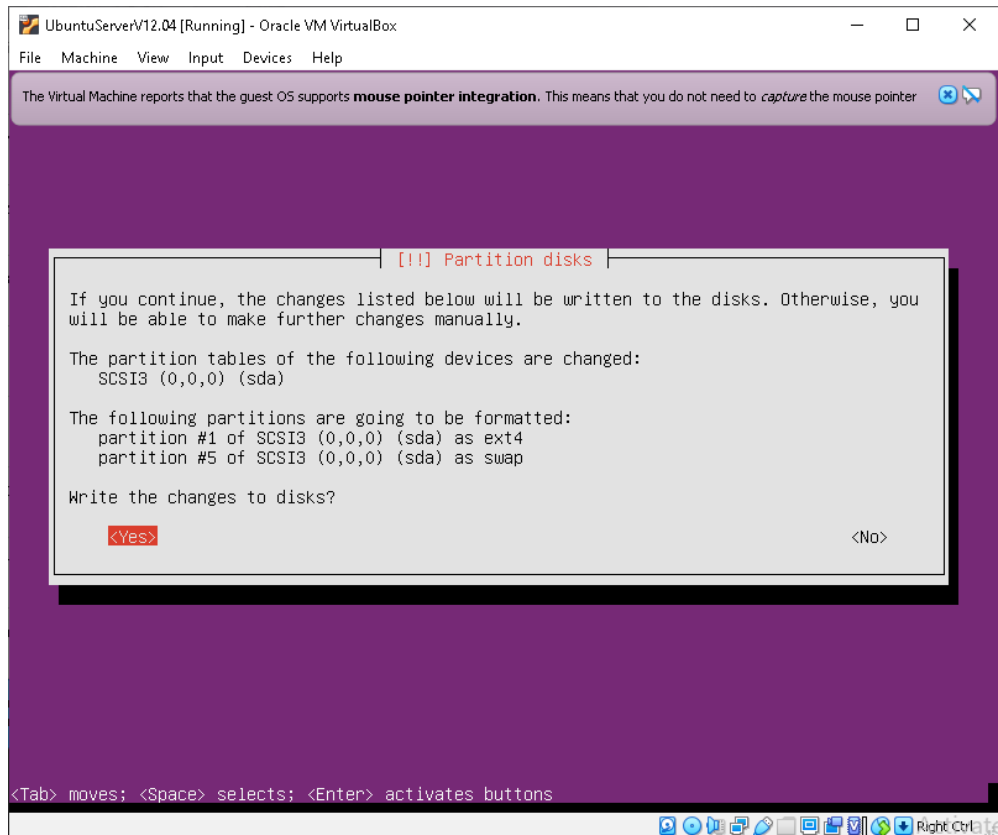 UbuntuServerV12.04 [Running] - Oracle VM VirtualBox
File Machine View Input Devices Help
The Virtual Machine reports that the guest OS supports mouse pointer integration. This means that you do not need to capture the mouse pointer
[!!] Partition disks
If you continue, the changes listed below will be written to the disks. Otherwise, you
will be able to make further changes manually.
The partition tables of the following devices are changed:
SCSI3 (0,0,0) (sda)
The following partitions are going to be formatted:
partition #1 of SCSI3 (0,0,0) (sda) as ext4
partition #5 of SCSI3 (0,0,0) (sda) as swap
Write the changes to disks?
<Yes> <No>
<Tab> moves; <Space> selects; <Enter> activates buttons
Right Ctrl